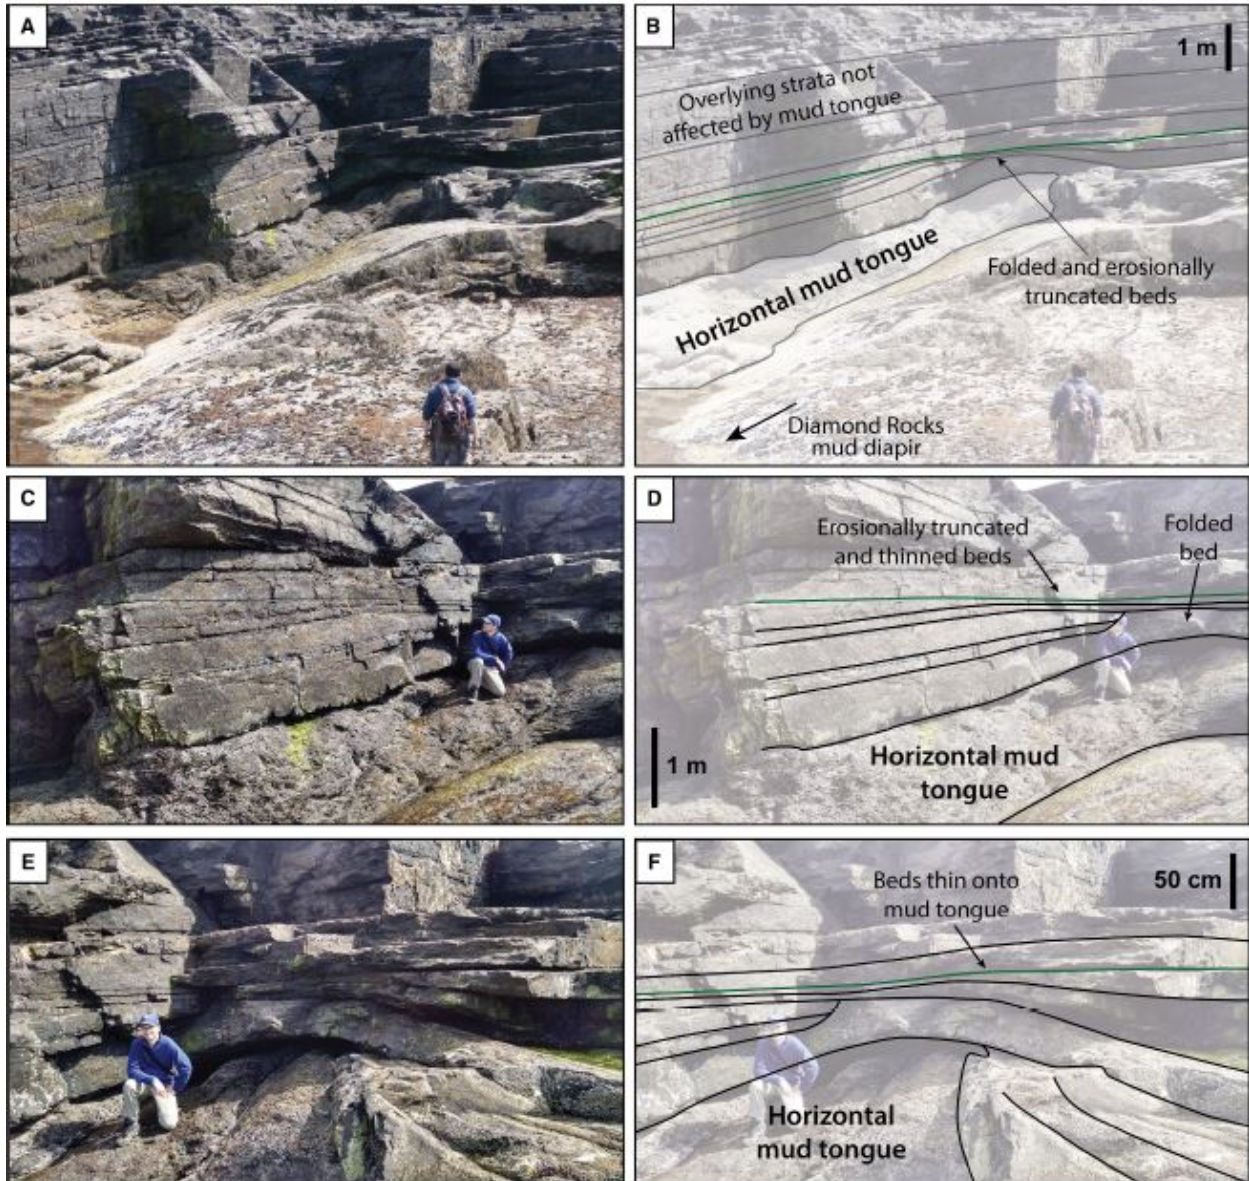 A
B
1 m
Overlying strata not
affected by mud tongue
Horizontal mud tongue
Folded and erosionally
truncated beds
Diamond Rocks
mud diapir
C
D
Erosionally truncated
and thinned beds
Folded
bed
1 m
Horizontal mud
tongue
E
F
Beds thin onto
mud tongue
50 cm
Horizontal
mud tongue